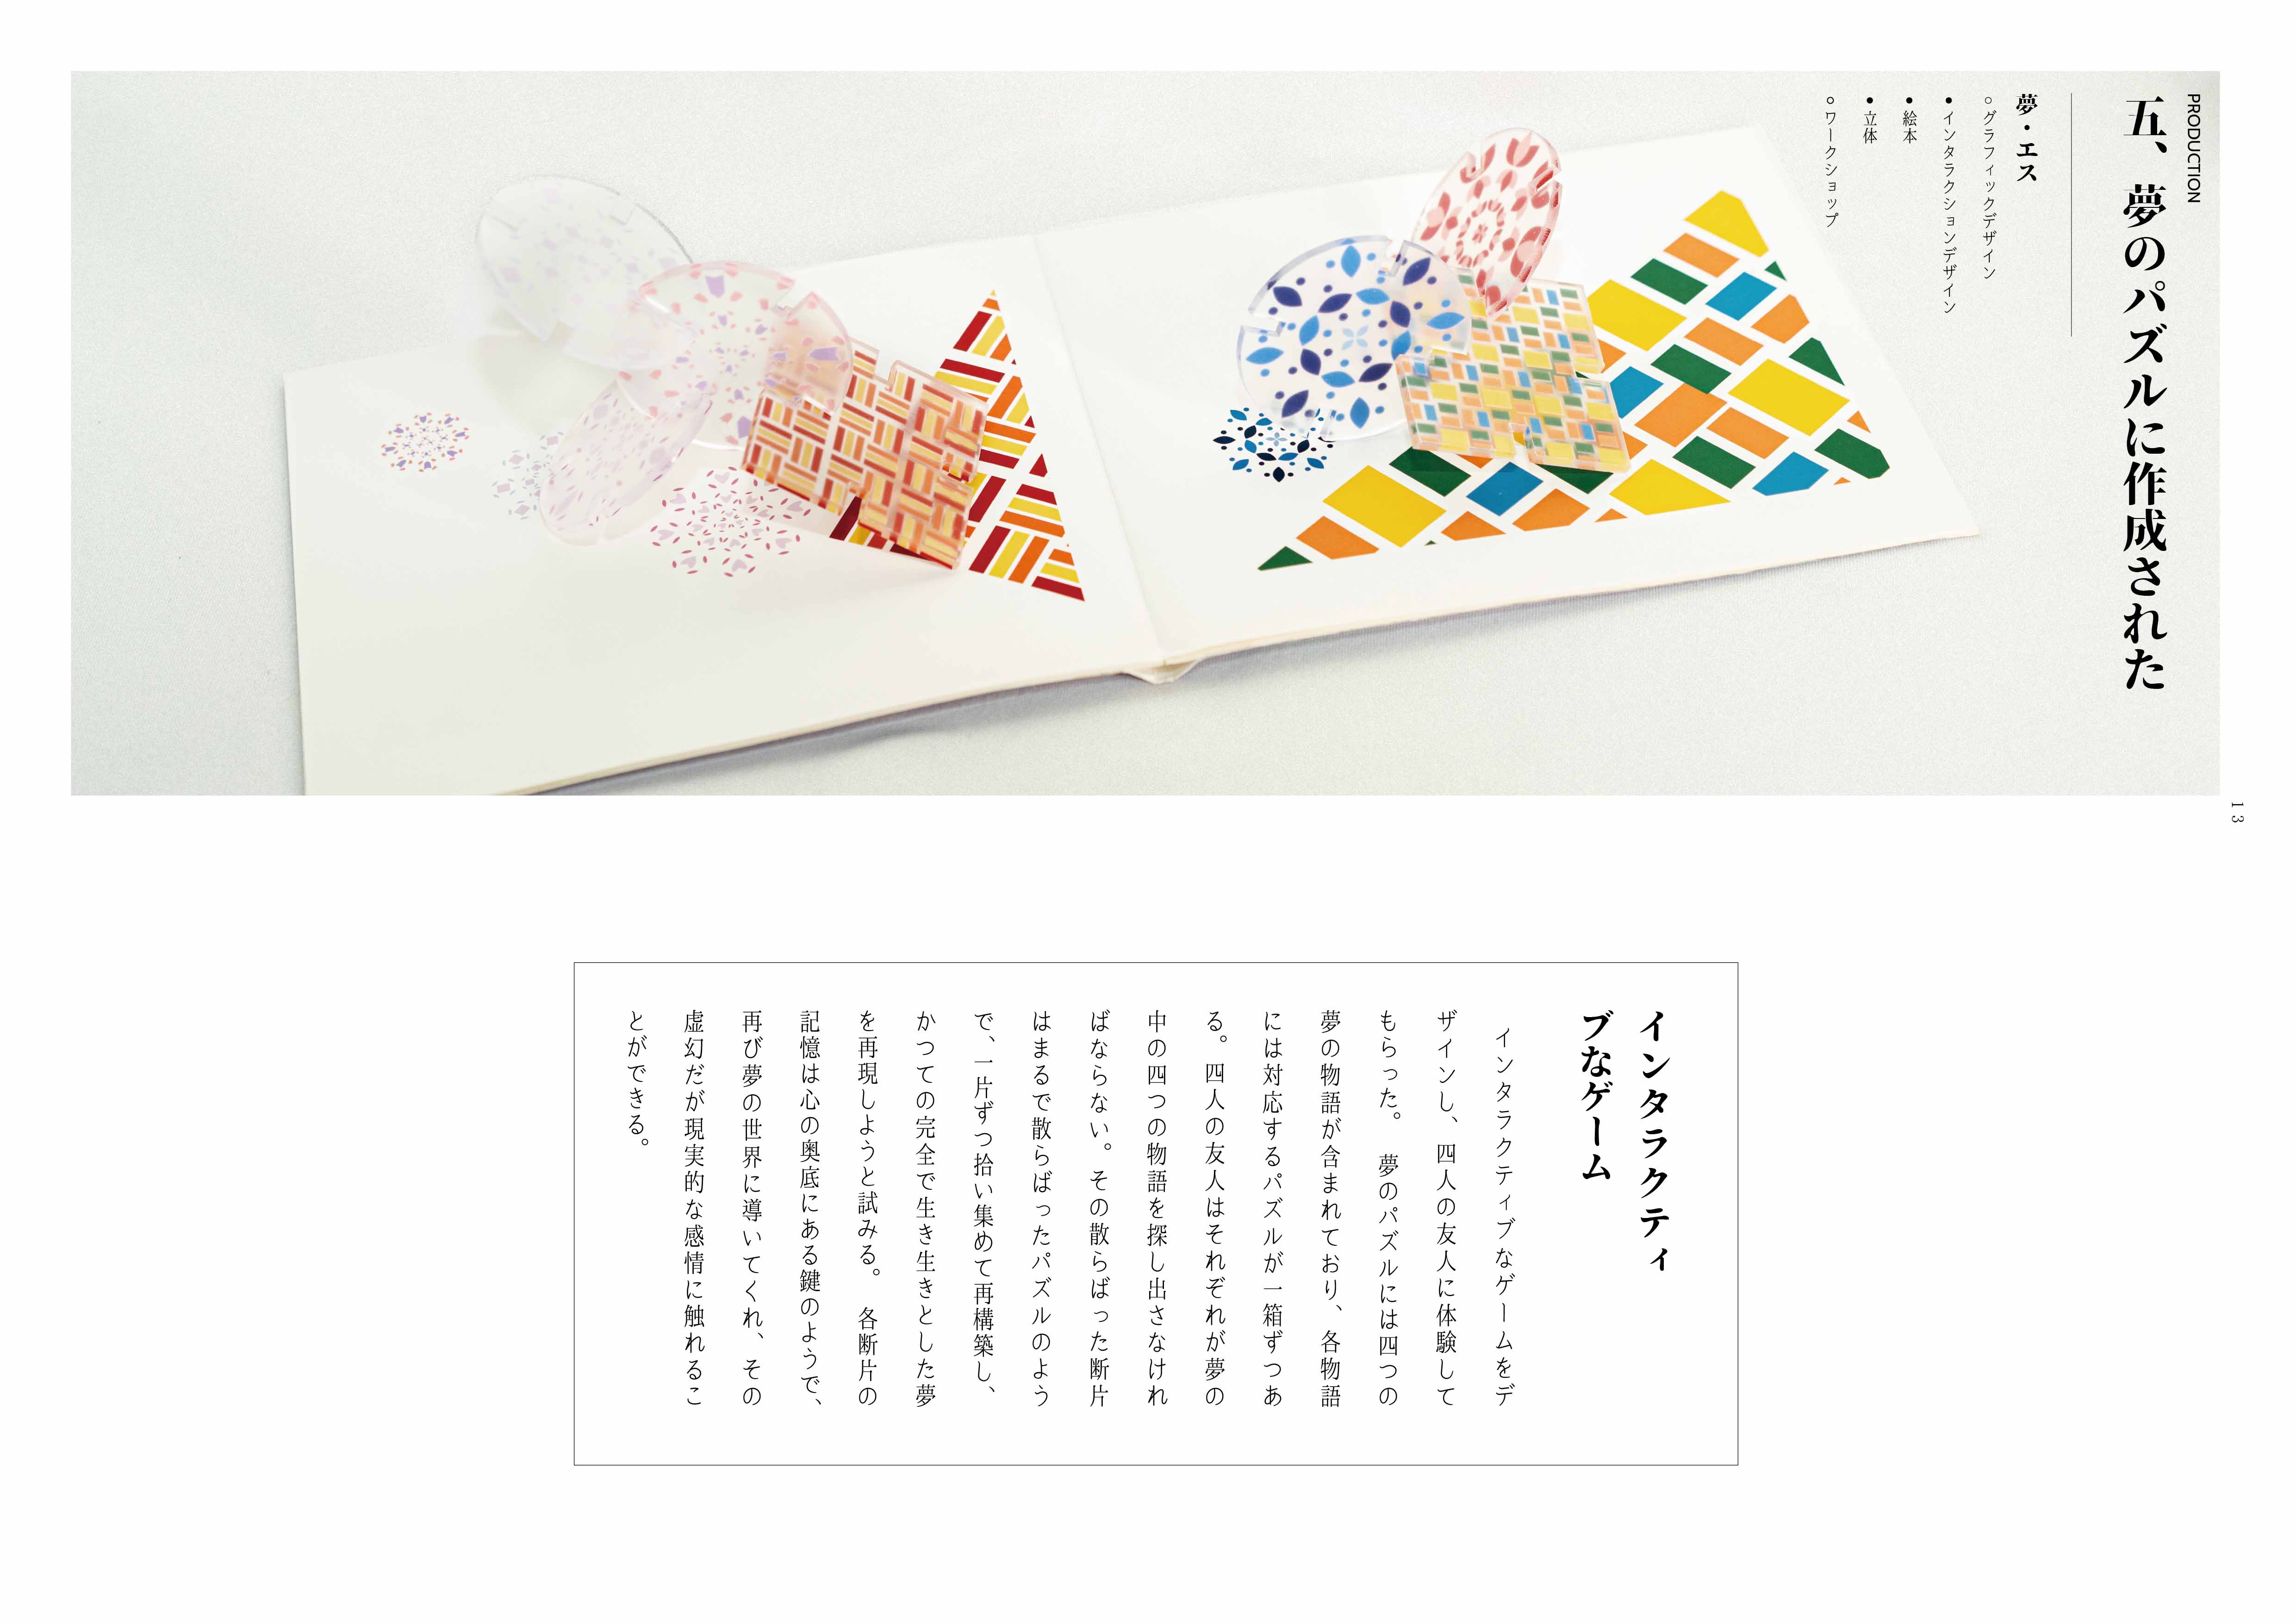 PRODUCTION
五、夢のパズルに作成された
夢・エス
○グラフィックデザイン
●インタラクションデザイン
●絵本
●立体
○ワークショップ
13
インタラクティ
ブなゲーム
インタラクティブなゲームをデ
ザインし、四人の友人に体験して
もらった。 夢のパズルには四つの
夢の物語が含まれており、各物語
には対応するパズルが一箱ずつあ
る。四人の友人はそれぞれが夢の
中の四つの物語を探し出さなけれ
ばならない。その散らばった断片
はまるで散らばったパズルのよう
で、一片ずつ拾い集めて再構築し、
かつての完全で生き生きとした夢
を再現しようと試みる。 各断片の
記憶は心の奥底にある鍵のようで、
再び夢の世界に導いてくれ、その
虚幻だが現実的な感情に触れるこ
とができる。